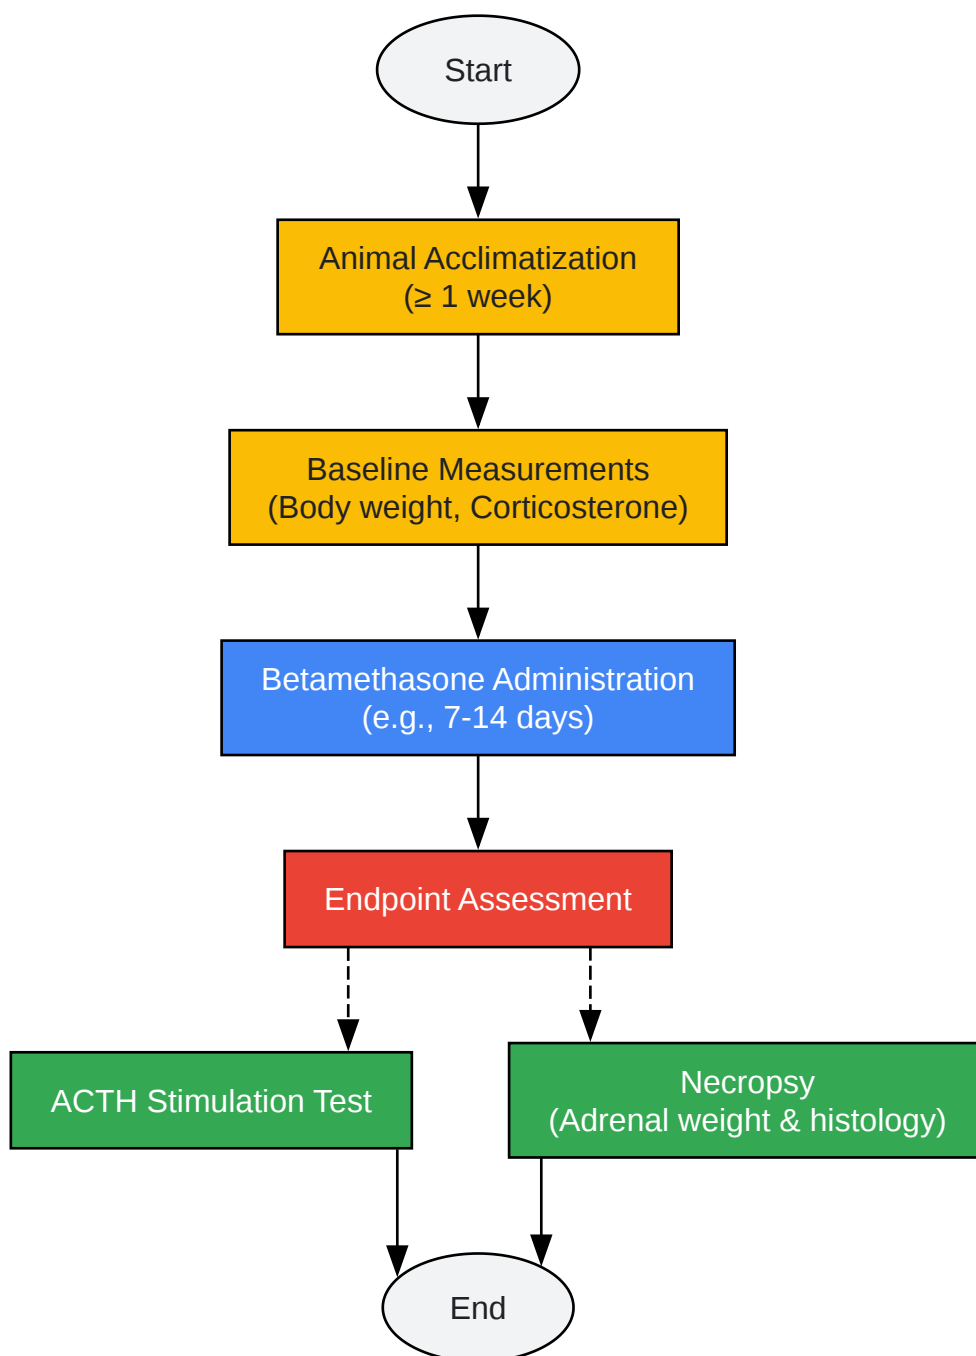 Start
Animal Acclimatization
(≥ 1 week)
Baseline Measurements
(Body weight, Corticosterone)
Betamethasone Administration
(e.g., 7-14 days)
Endpoint Assessment
ACTH Stimulation Test
Necropsy
(Adrenal weight & histology)
End